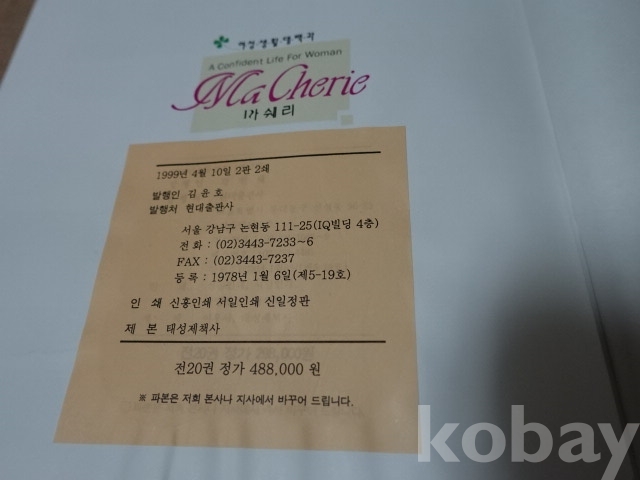 여성생활대백과
A Confident Life For Woman
Ma Cherie
마쉐리
1999년 4월 10일 2판 2쇄
발행인 김윤호
발행처 현대출판사
서울 강남구 논현동 111-25(IQ빌딩 4층)
전화 : (02)3443-7233~6
FAX : (02)3443-7237
등록 : 1978년 1월 6일(제5-19호)
인 쇄 신흥인쇄 서일인쇄 신일정판
제 본 태성제책사
전20권 정가 488,000 원
※ 파본은 저희 본사나 지사에서 바꾸어 드립니다.
kobay